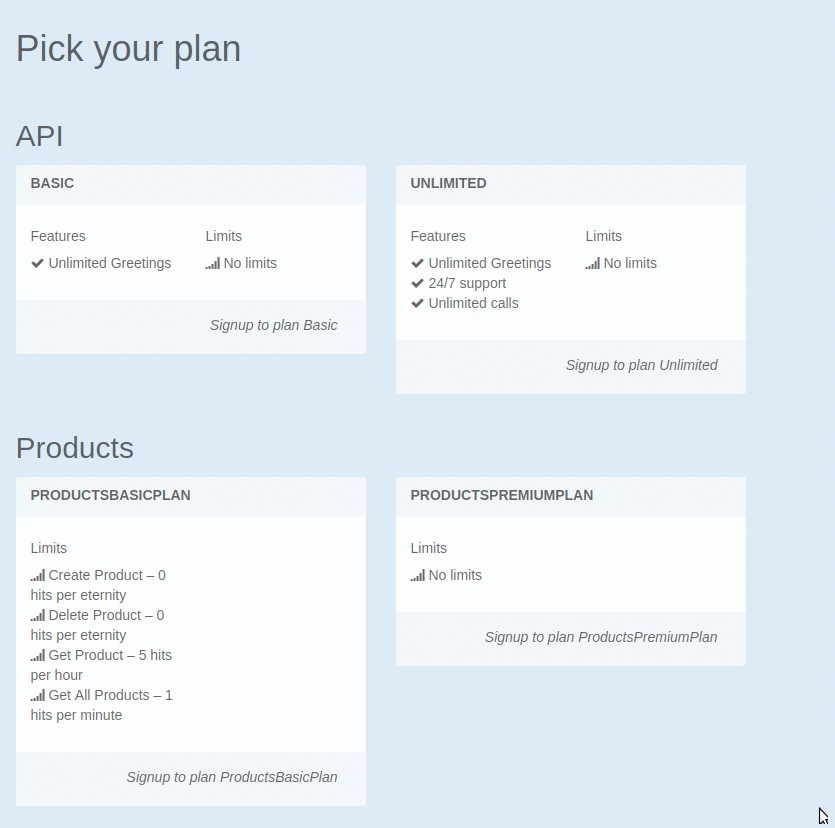 Pick your plan
API
BASIC
Features Limits
Unlimited Greetings No limits
Signup to plan Basic
UNLIMITED
Features Limits
Unlimited Greetings No limits
24/7 support
Unlimited calls
Signup to plan Unlimited
Products
PRODUCTSBASICPLAN
Limits
Create Product – 0
hits per eternity
Delete Product – 0
hits per eternity
Get Product – 5 hits
per hour
Get All Products – 1
hits per minute
Signup to plan ProductsBasicPlan
PRODUCTSPREMIUMPLAN
Limits
No limits
Signup to plan ProductsPremiumPlan